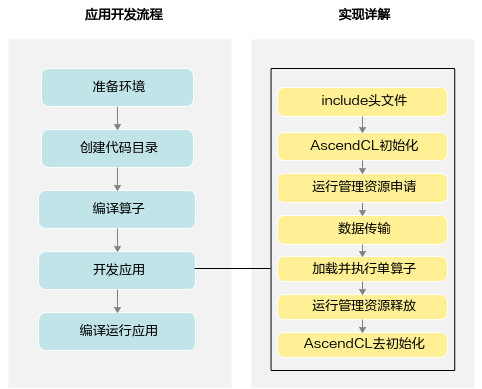 应用开发流程
准备环境
创建代码目录
编译算子
开发应用
编译运行应用
实现详解
include头文件
AscendCL初始化
运行管理资源申请
数据传输
加载并执行单算子
运行管理资源释放
AscendCL去初始化